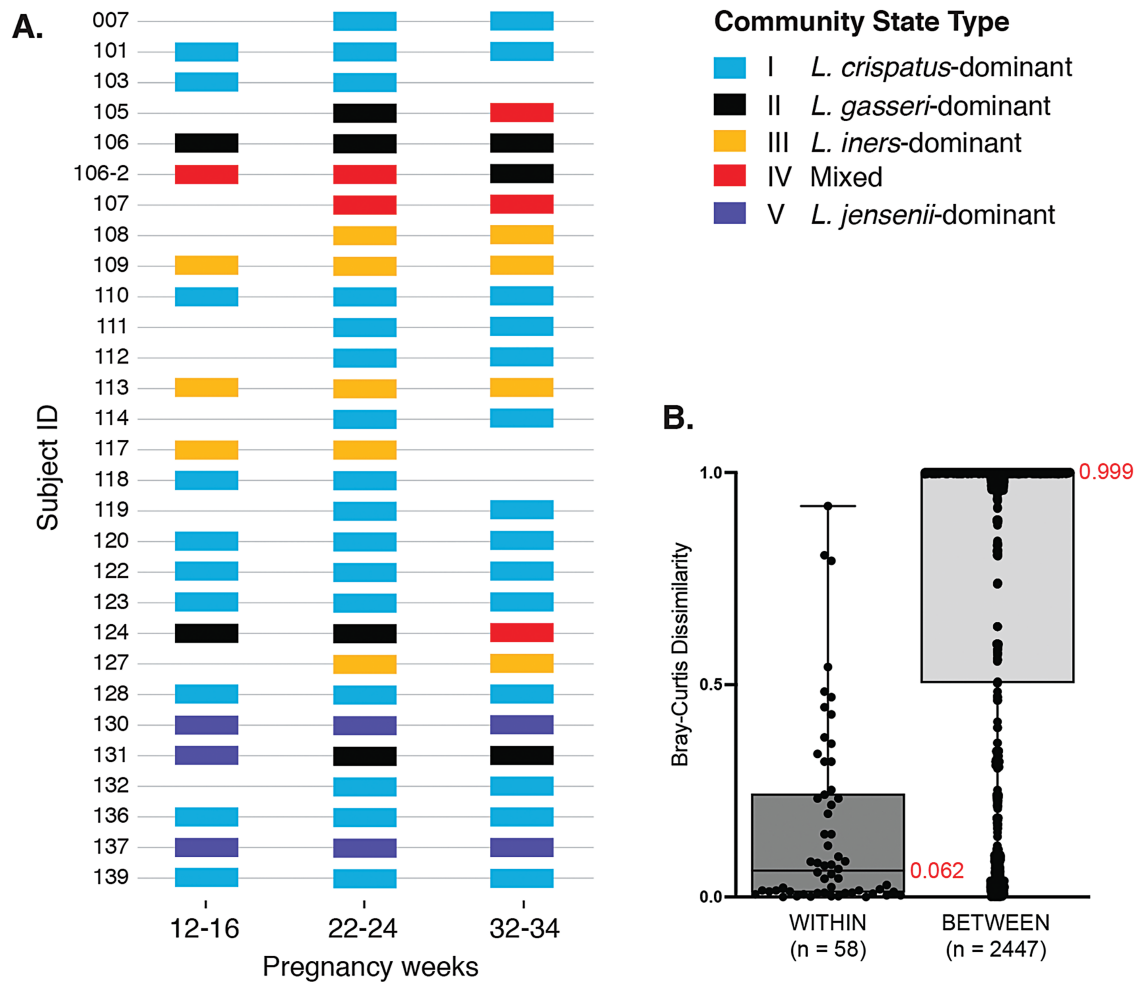 A.
007
101
103
105
106
106-2
107
108
109
110
111
112
113
114
117
118
119
120
122
123
124
127
128
130
131
132
136
137
139
Subject ID
12-16 22-24 32-34
Pregnancy weeks
Community State Type
I L. crispatus-dominant
II L. gasseri-dominant
III L. iners-dominant
IV Mixed
V L. jensenii-dominant
B.
Bray-Curtis Dissimilarity
1.0
0.5
0.0
0.999
0.062
WITHIN BETWEEN
(n = 58) (n = 2447)